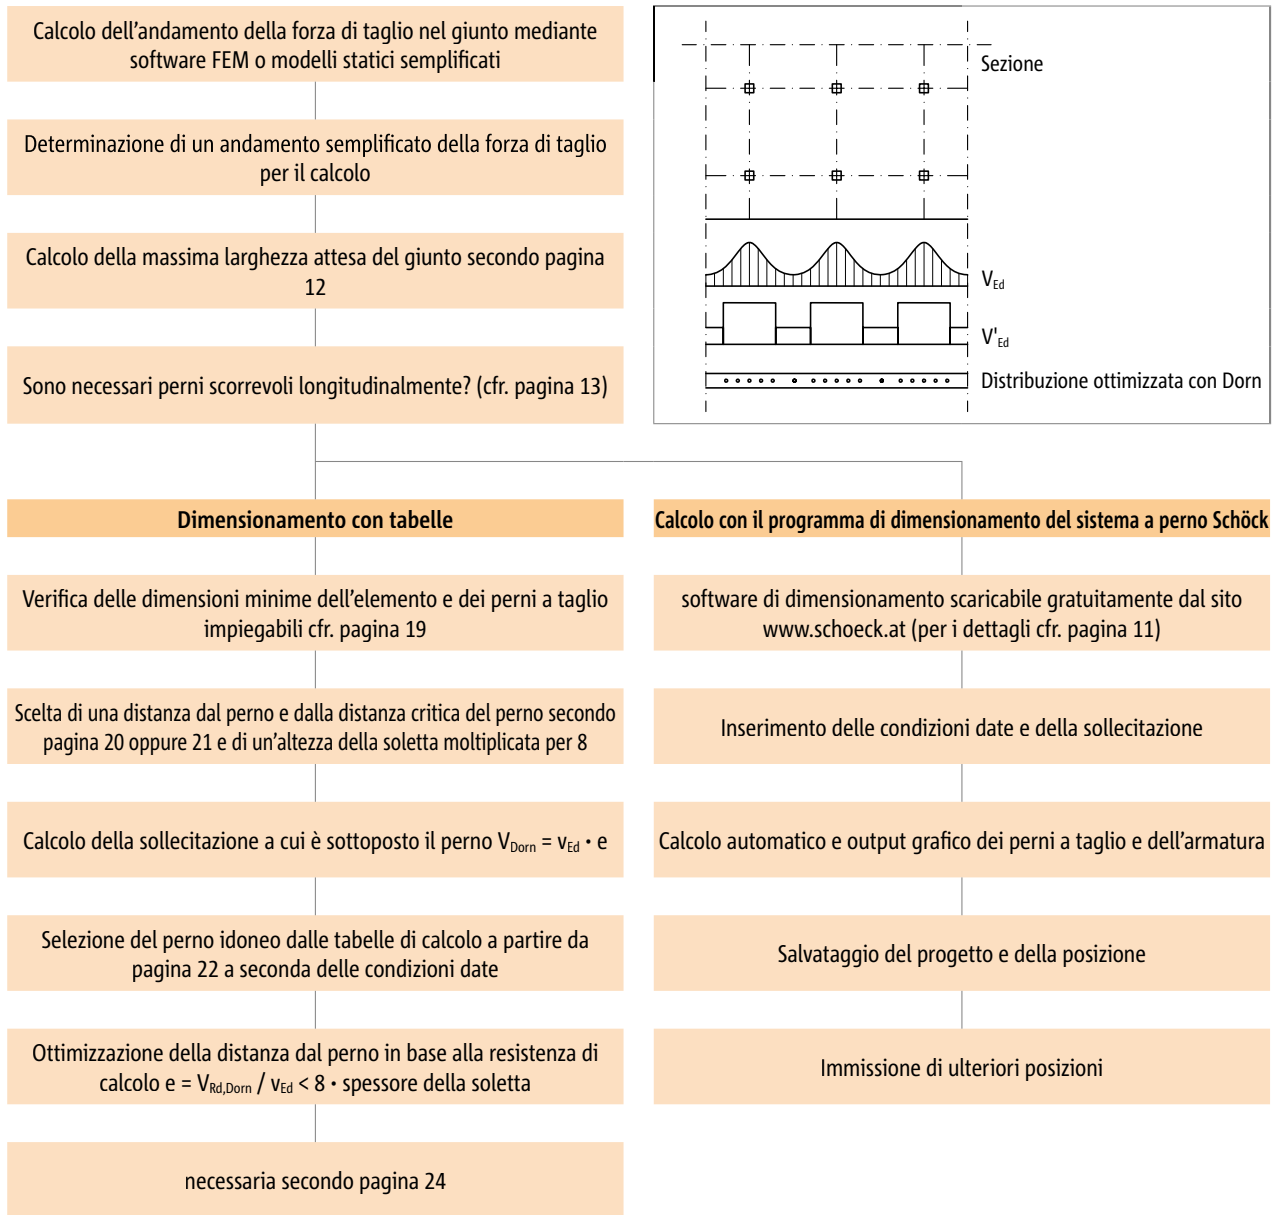 Calcolo dell'andamento della forza di taglio nel giunto mediante
software FEM o modelli statici semplificati
Determinazione di un andamento semplificato della forza di taglio
per il calcolo
Calcolo della massima larghezza attesa del giunto secondo pagina
12
Sono necessari perni scorrevoli longitudinalmente? (cfr. pagina 13)
Sezione
V_Ed
V'_Ed
Distribuzione ottimizzata con Dorn
Dimensionamento con tabelle
Verifica delle dimensioni minime dell'elemento e dei perni a taglio
impiegabili cfr. pagina 19
Scelta di una distanza dal perno e dalla distanza critica del perno secondo
pagina 20 oppure 21 e di un'altezza della soletta moltiplicata per 8
Calcolo della sollecitazione a cui è sottoposto il perno V_Dorn = v_Ed • e
Selezione del perno idoneo dalle tabelle di calcolo a partire da
pagina 22 a seconda delle condizioni date
Ottimizzazione della distanza dal perno in base alla resistenza di
calcolo e = V_Rd,Dorn / v_Ed < 8 • spessore della soletta
necessaria secondo pagina 24
Calcolo con il programma di dimensionamento del sistema a perno Schöck
software di dimensionamento scaricabile gratuitamente dal sito
www.schoeck.at (per i dettagli cfr. pagina 11)
Inserimento delle condizioni date e della sollecitazione
Calcolo automatico e output grafico dei perni a taglio e dell'armatura
Salvataggio del progetto e della posizione
Immissione di ulteriori posizioni